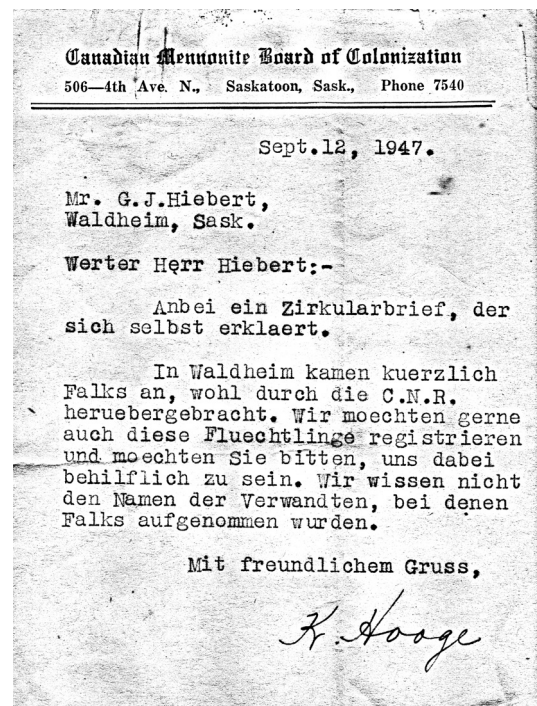 Canadian Mennonite Board of Colonization
506—4th Ave. N., Saskatoon, Sask., Phone 7540
Sept.12, 1947.
Mr. G.J.Hiebert,
Waldheim, Sask.
Werter Herr Hiebert:-
Anbei ein Zirkularbrief, der
sich selbst erklaert.
In Waldheim kamen kuerzlich
Falks an, wohl durch die C.N.R.
heruebergebracht. Wir moechten gerne
auch diese Fluechtlinge registrieren
und moechten Sie bitten, uns dabei
behilflich zu sein. Wir wissen nicht
den Namen der Verwandten, bei denen
Falks aufgenommen wurden.
Mit freundlichem Gruss,
K. Hooge